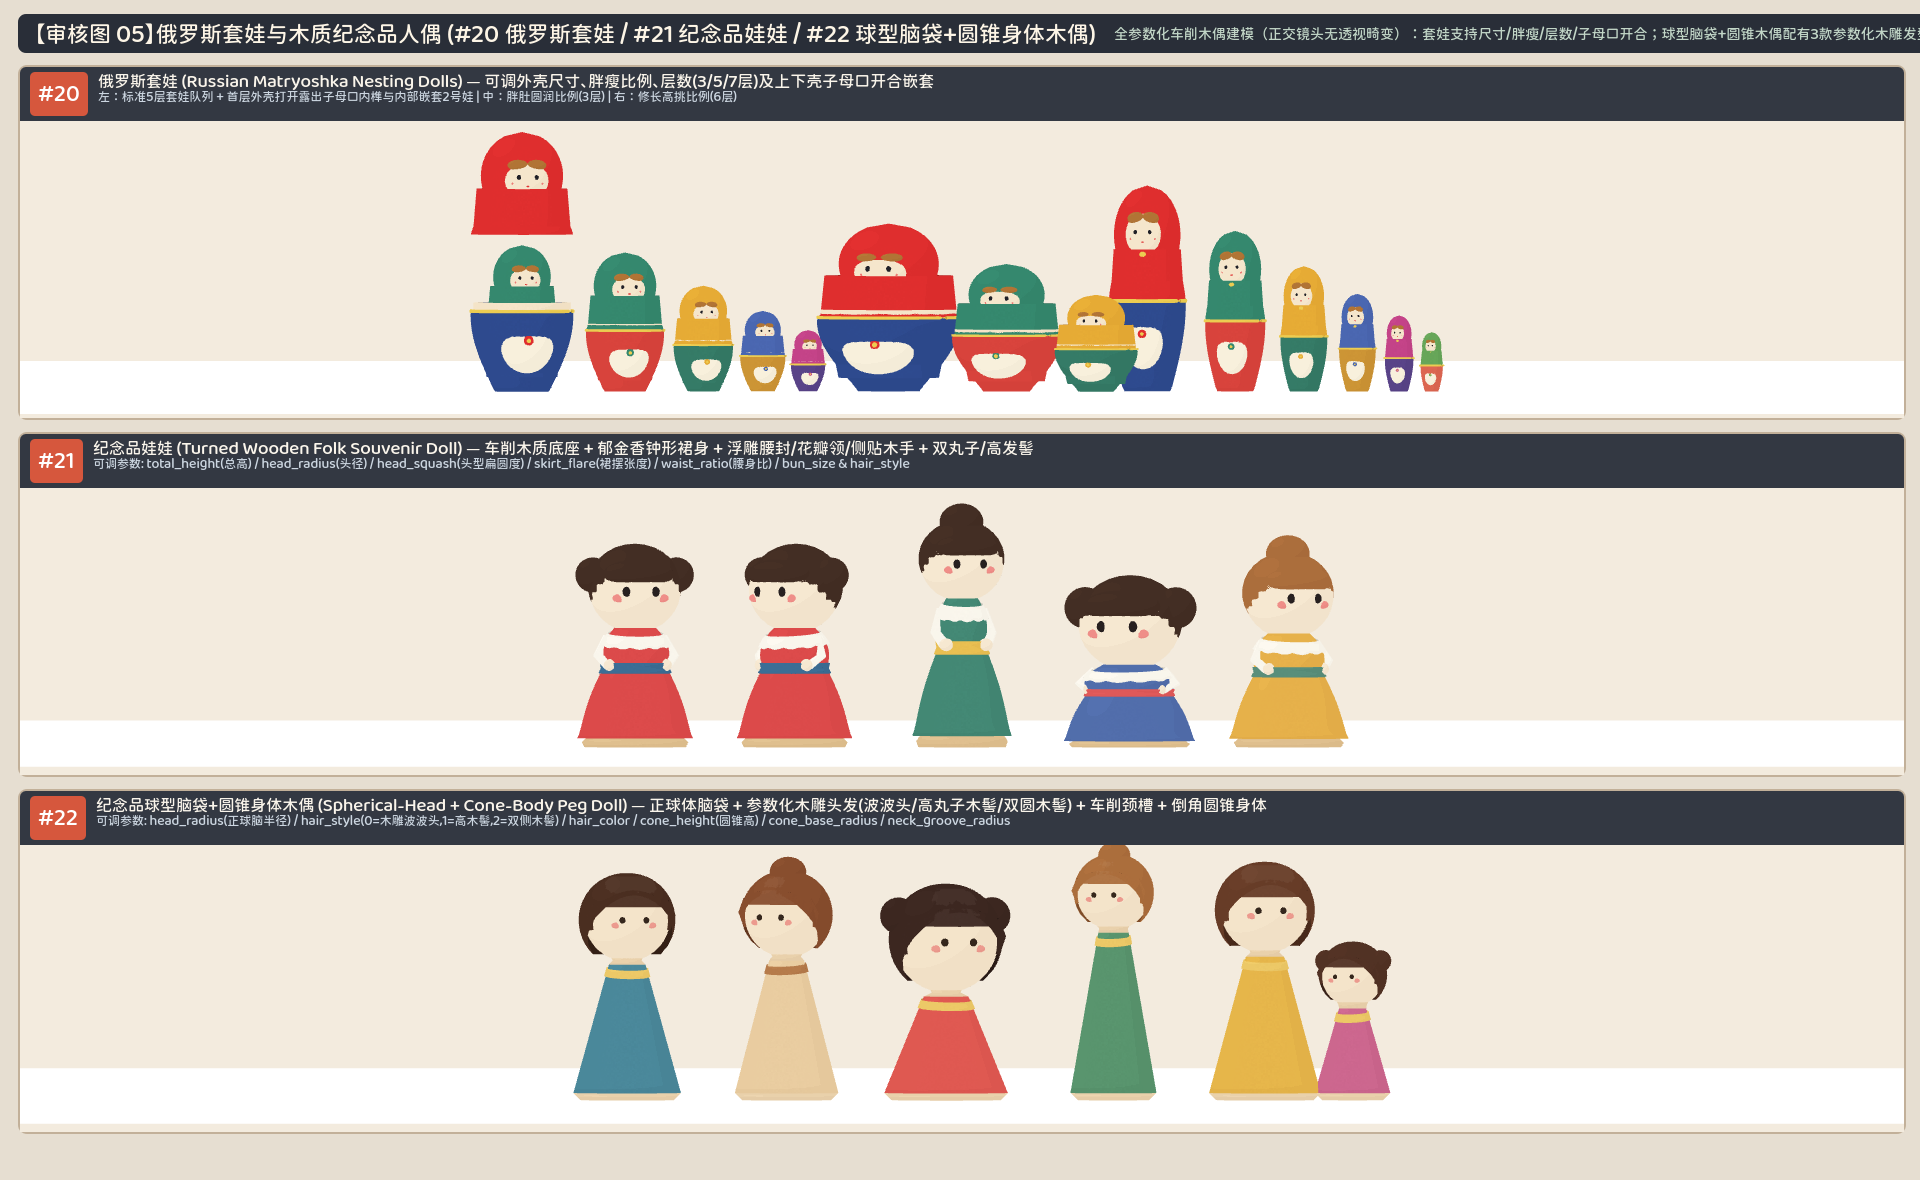 【审核图 05】俄罗斯套娃与木质纪念品人偶 (#20 俄罗斯套娃 / #21 纪念品娃娃 / #22 球型脑袋+圆锥身体木偶) 全参数化车削木偶建模（正交镜头无透视畸变）：套娃支持尺寸/胖瘦/层数/子母口开合；球型脑袋+圆锥木偶配有3款参数化木雕发
#20
俄罗斯套娃 (Russian Matryoshka Nesting Dolls) — 可调外壳尺寸、胖瘦比例、层数(3/5/7层)及上下壳子母口开合嵌套
左：标准5层套娃队列 + 首层外壳打开露出子母口内榫与内部嵌套2号娃 | 中：胖肚圆润比例(3层) | 右：修长高挑比例(6层)
#21
纪念品娃娃 (Turned Wooden Folk Souvenir Doll) — 车削木质底座 + 郁金香钟形裙身 + 浮雕腰封/花瓣领/侧贴木手 + 双丸子/高发髻
可调参数: total_height(总高) / head_radius(头径) / head_squash(头型扁圆度) / skirt_flare(裙摆张度) / waist_ratio(腰身比) / bun_size & hair_style
#22
纪念品球型脑袋+圆锥身体木偶 (Spherical-Head + Cone-Body Peg Doll) — 正球体脑袋 + 参数化木雕头发(波波头/高丸子木髻/双圆木髻) + 车削颈槽 + 倒角圆锥身体
可调参数: head_radius(正球脑半径) / hair_style(0=木雕波波头,1=高木髻,2=双侧木髻) / hair_color / cone_height(圆锥高) / cone_base_radius / neck_groove_radius